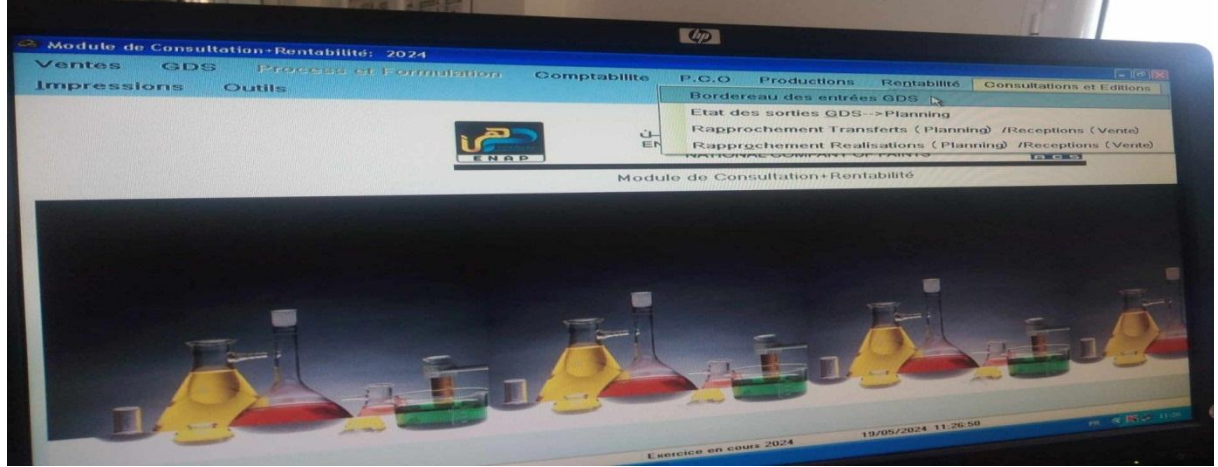 hp
Module de Consultation+Rentabilité: 2024
Ventes GDS Process et Formulation Comptabilite P.C.O Productions Rentabilité Consultations et Editions
Impressions Outils
Bordereau des entrées GDS
Etat des sorties GDS-->Planning
Rapprochement Transferts ( Planning) /Receptions ( Vente)
Rapprochement Realisations ( Planning) /Receptions ( Vente)
ENAP
NATIONAL COMPANY OF PAINTS
Module de Consultation+Rentabilité
Exercice en cours 2024 19/05/2024 11:26:50 FR 11:26